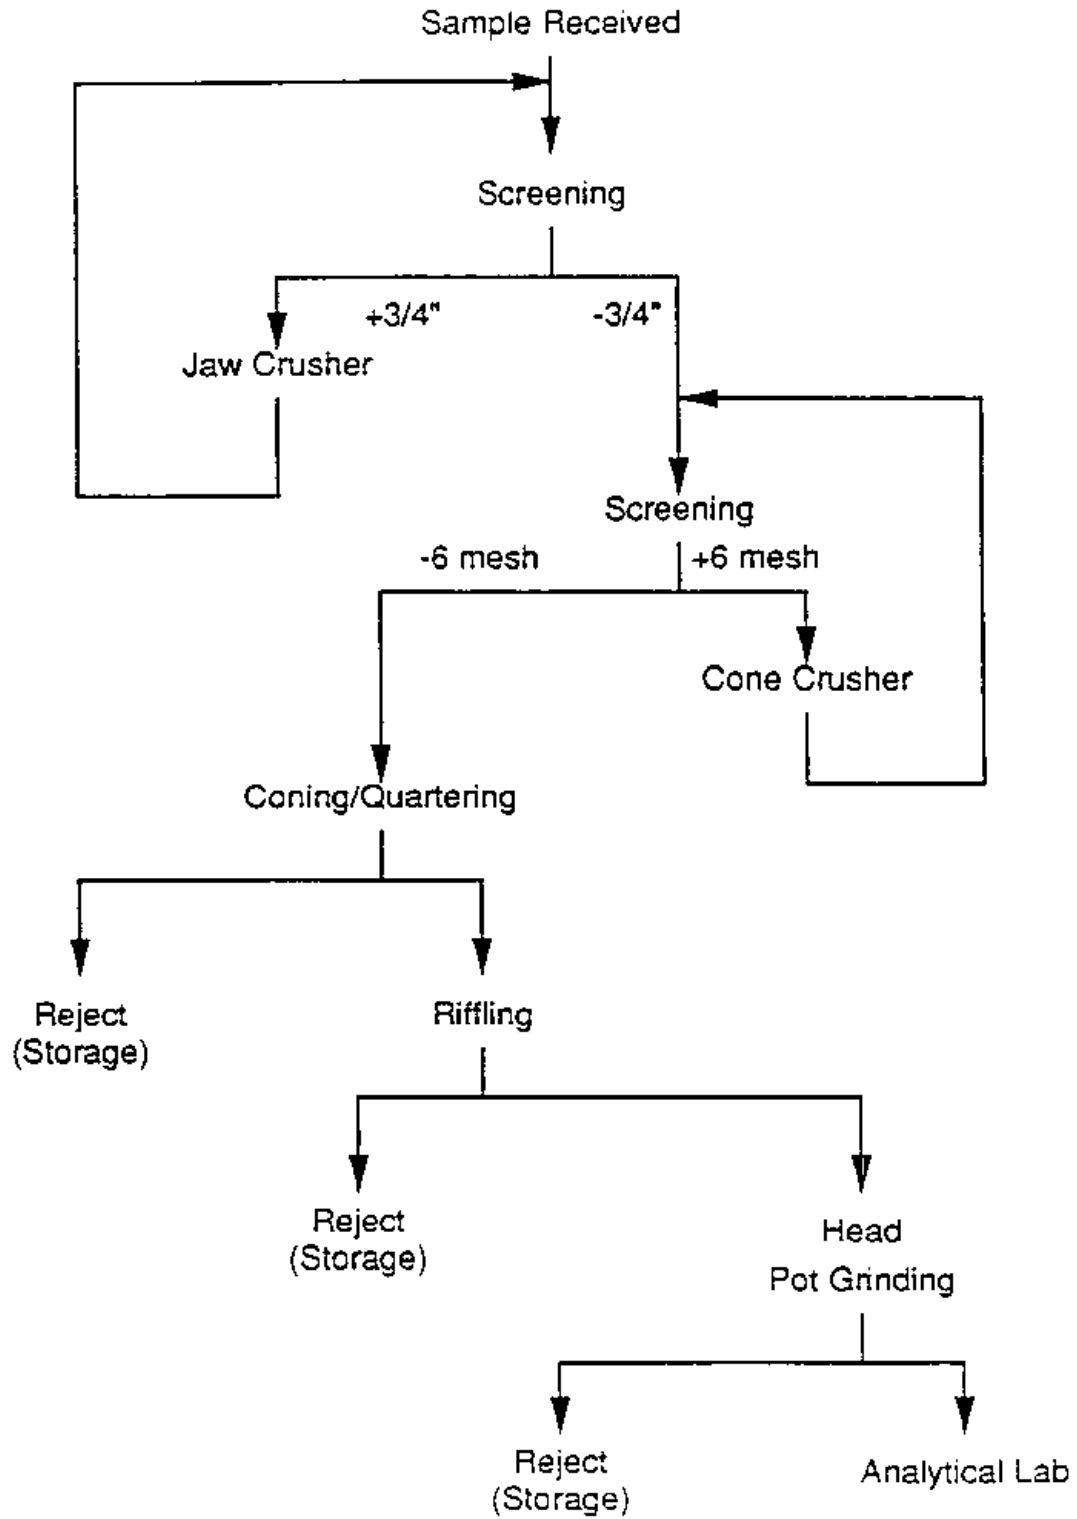 Sample Received
Screening
+3/4"
-3/4"
Jaw Crusher
Screening
-6 mesh
+6 mesh
Cone Crusher
Coning/Quartering
Reject
(Storage)
Riffling
Reject
(Storage)
Head
Pot Grinding
Reject
(Storage)
Analytical Lab